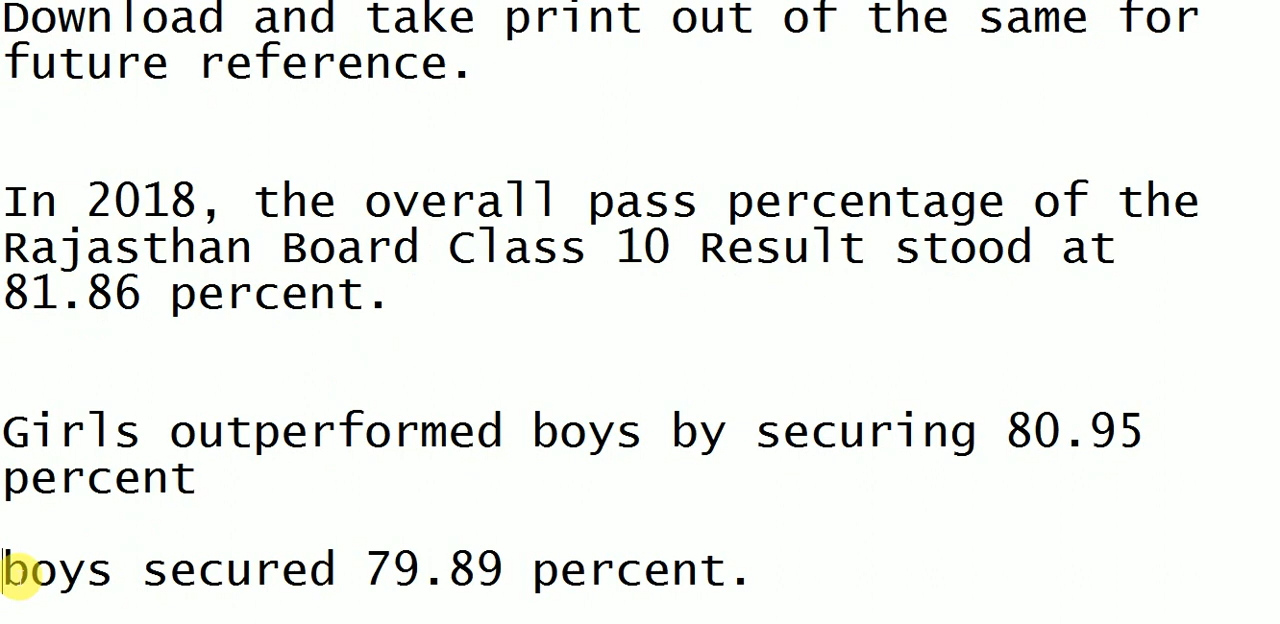 Download and take print out of the same for
future reference.
In 2018, the overall pass percentage of the
Rajasthan Board Class 10 Result stood at
81.86 percent.
Girls outperformed boys by securing 80.95
percent
boys secured 79.89 percent.